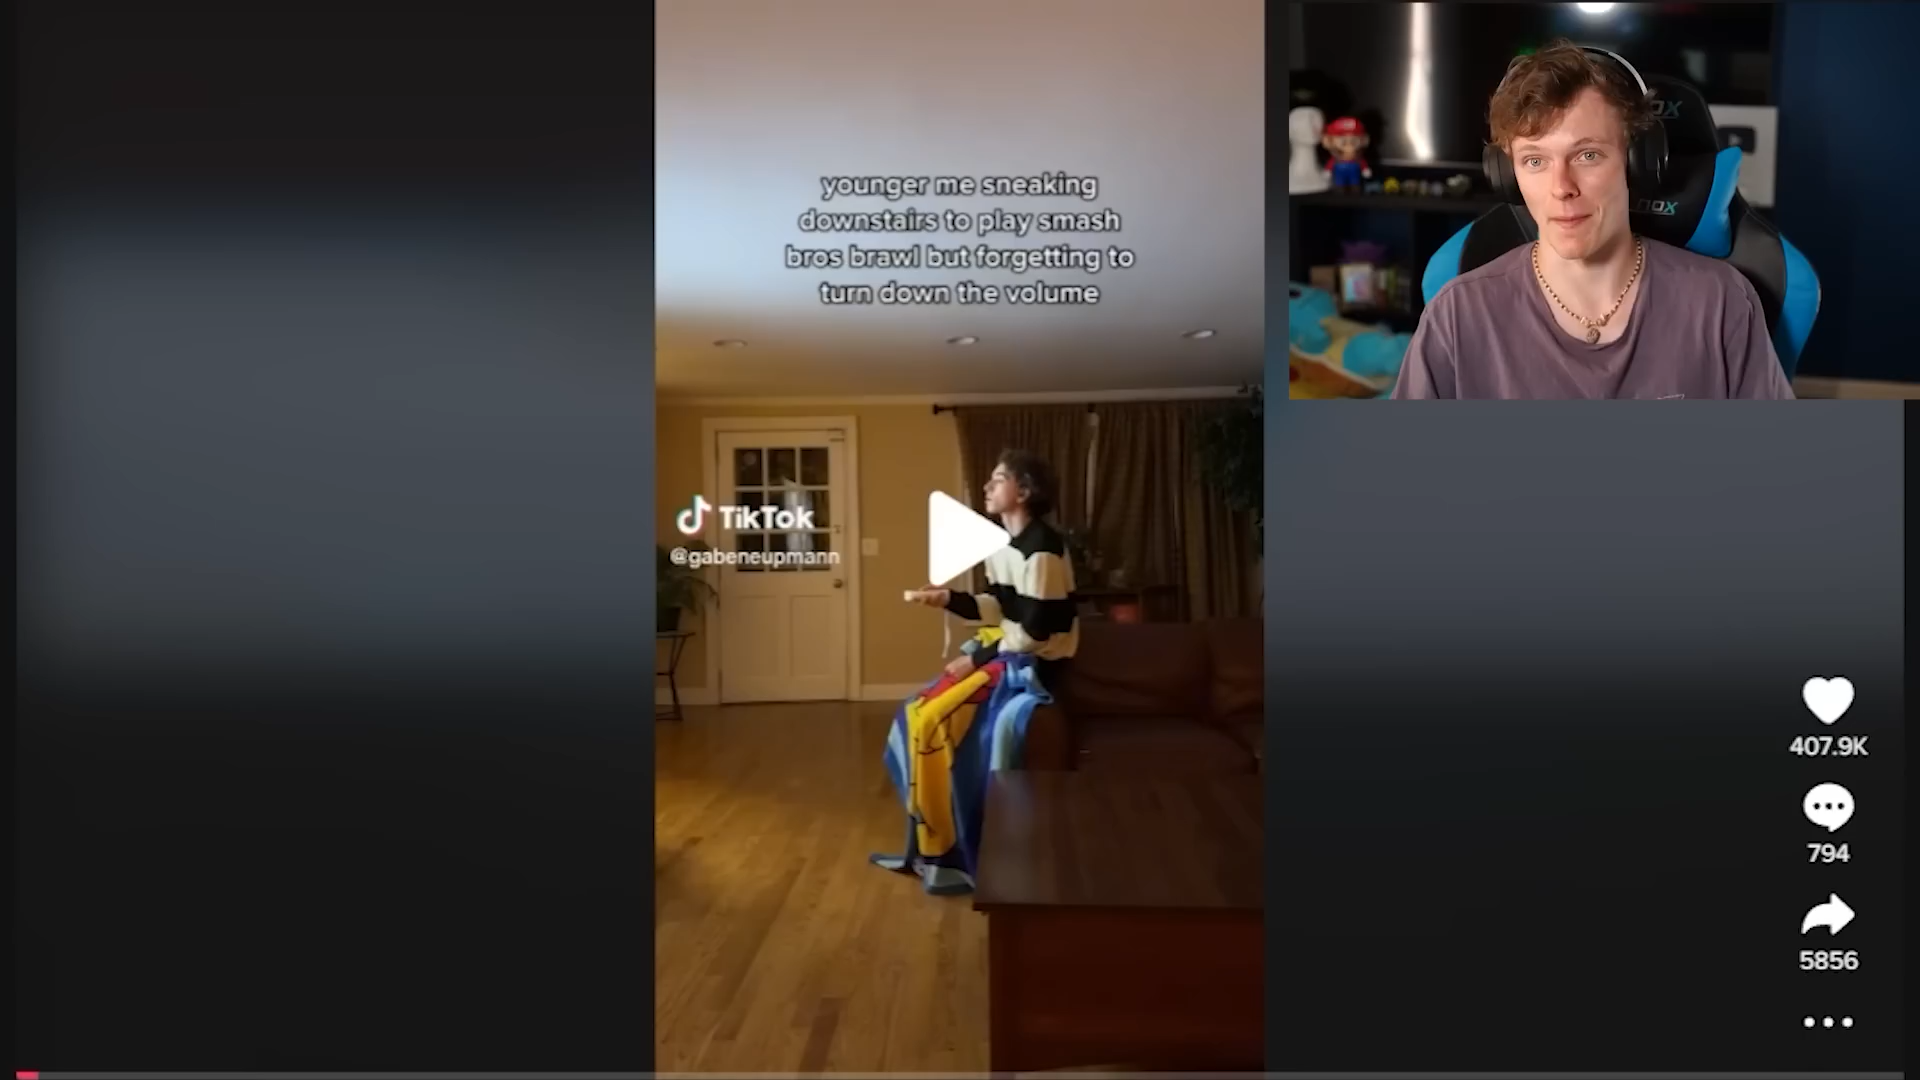 younger me sneaking
downstairs to play smash
bros brawl but forgetting to
turn down the volume
TikTok
@gabeneupmann
nox
407.9K
794
5856